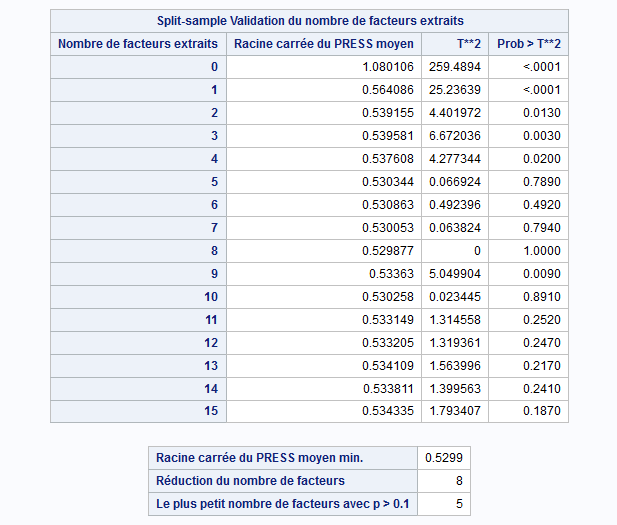 Split-sample Validation du nombre de facteurs extraits
Nombre de facteurs extraits Racine carrée du PRESS moyen T**2 Prob > T**2
0 1.080106 259.4894 <.0001
1 0.564086 25.23639 <.0001
2 0.539155 4.401972 0.0130
3 0.539581 6.672036 0.0030
4 0.537608 4.277344 0.0200
5 0.530344 0.066924 0.7890
6 0.530863 0.492396 0.4920
7 0.530053 0.063824 0.7940
8 0.529877 0 1.0000
9 0.53363 5.049904 0.0090
10 0.530258 0.023445 0.8910
11 0.533149 1.314558 0.2520
12 0.533205 1.319361 0.2470
13 0.534109 1.563996 0.2170
14 0.533811 1.399563 0.2410
15 0.534335 1.793407 0.1870
Racine carrée du PRESS moyen min. 0.5299
Réduction du nombre de facteurs 8
Le plus petit nombre de facteurs avec p > 0.1 5